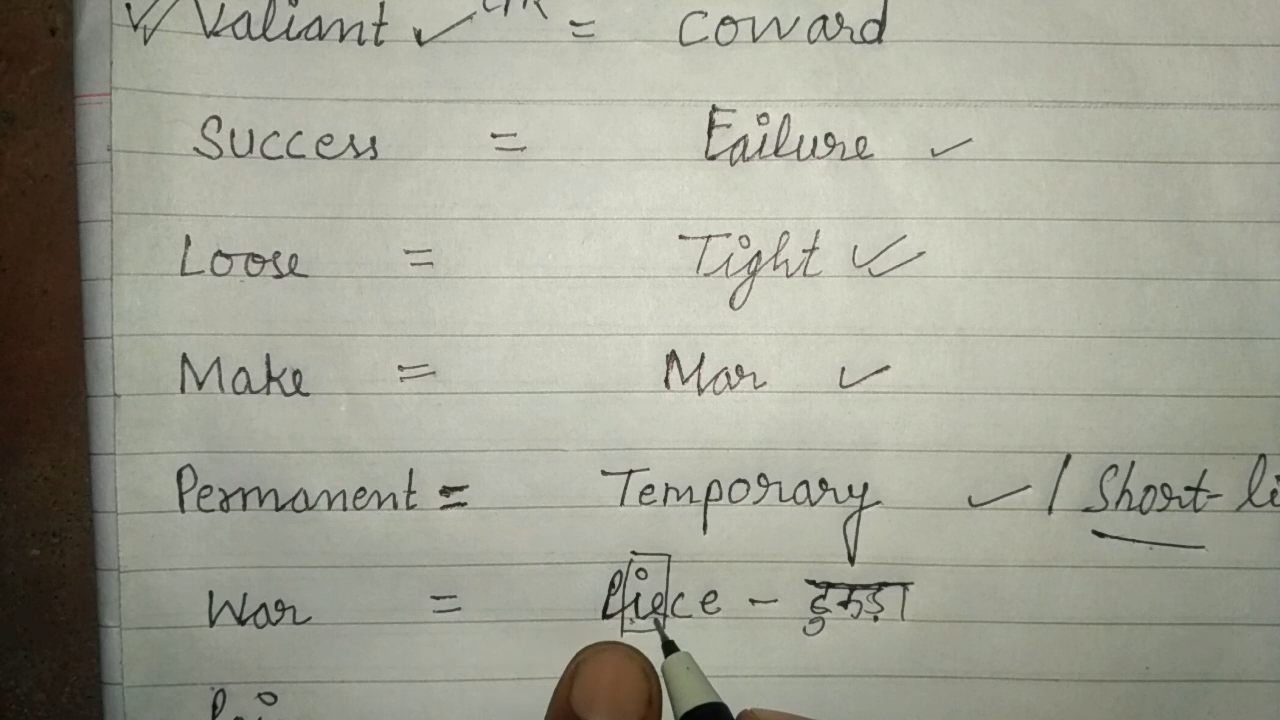 Valiant = Coward
Success = Failure
Loose = Tight
Make = Mar
Permanent = Temporary / Short-li
War = Piece - टुकड़ा